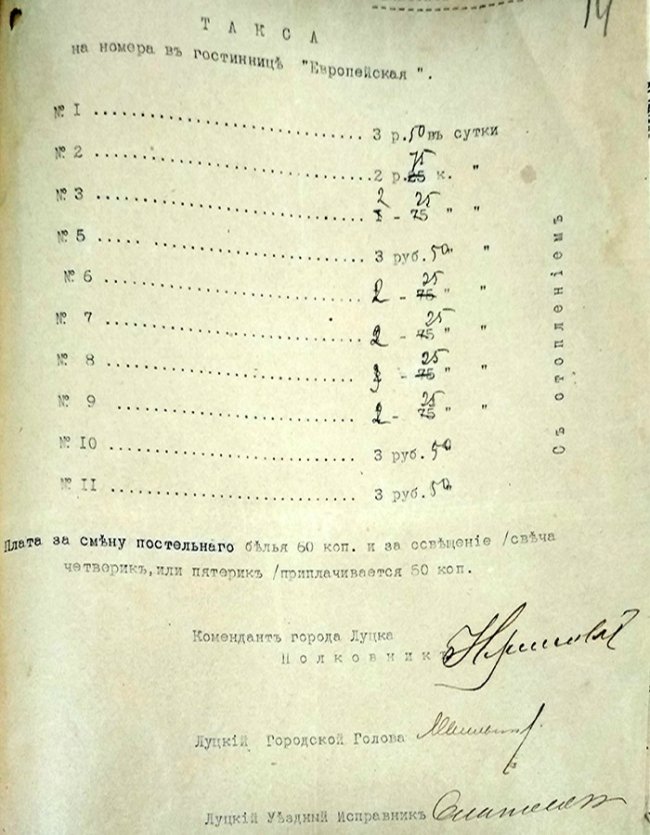 14
ТАКСА
на номера въ гостинницѣ "Европейская".
№ I .............................. 3 р.50 въ сутки
№ 2 .............................. 2 р.25 75 к. "
№ 3 .............................. 2 - 75 25 " "
№ 5 ..... ........................ 3 руб.50 " "
№ 6 .............................. 2 - 75 25 " "
№ 7 .............................. 2 - 75 25 " "
№ 8 .............................. - 75 25 " "
№ 9 .............................. 2 - 75 25 " "
№ IO .............................. 3 руб.50
№ II .............................. 3 руб.50
Съ отопленіемъ
Плата за смѣну постельнаго бѣлья 60 коп. и за освѣщеніе /свѣча
четверикъ,или пятерикъ/приплачивается 50 коп.
Комендантъ города Луцка
Полковникъ
Луцкій Городской Голова
Луцкій Уѣздный Исправникъ